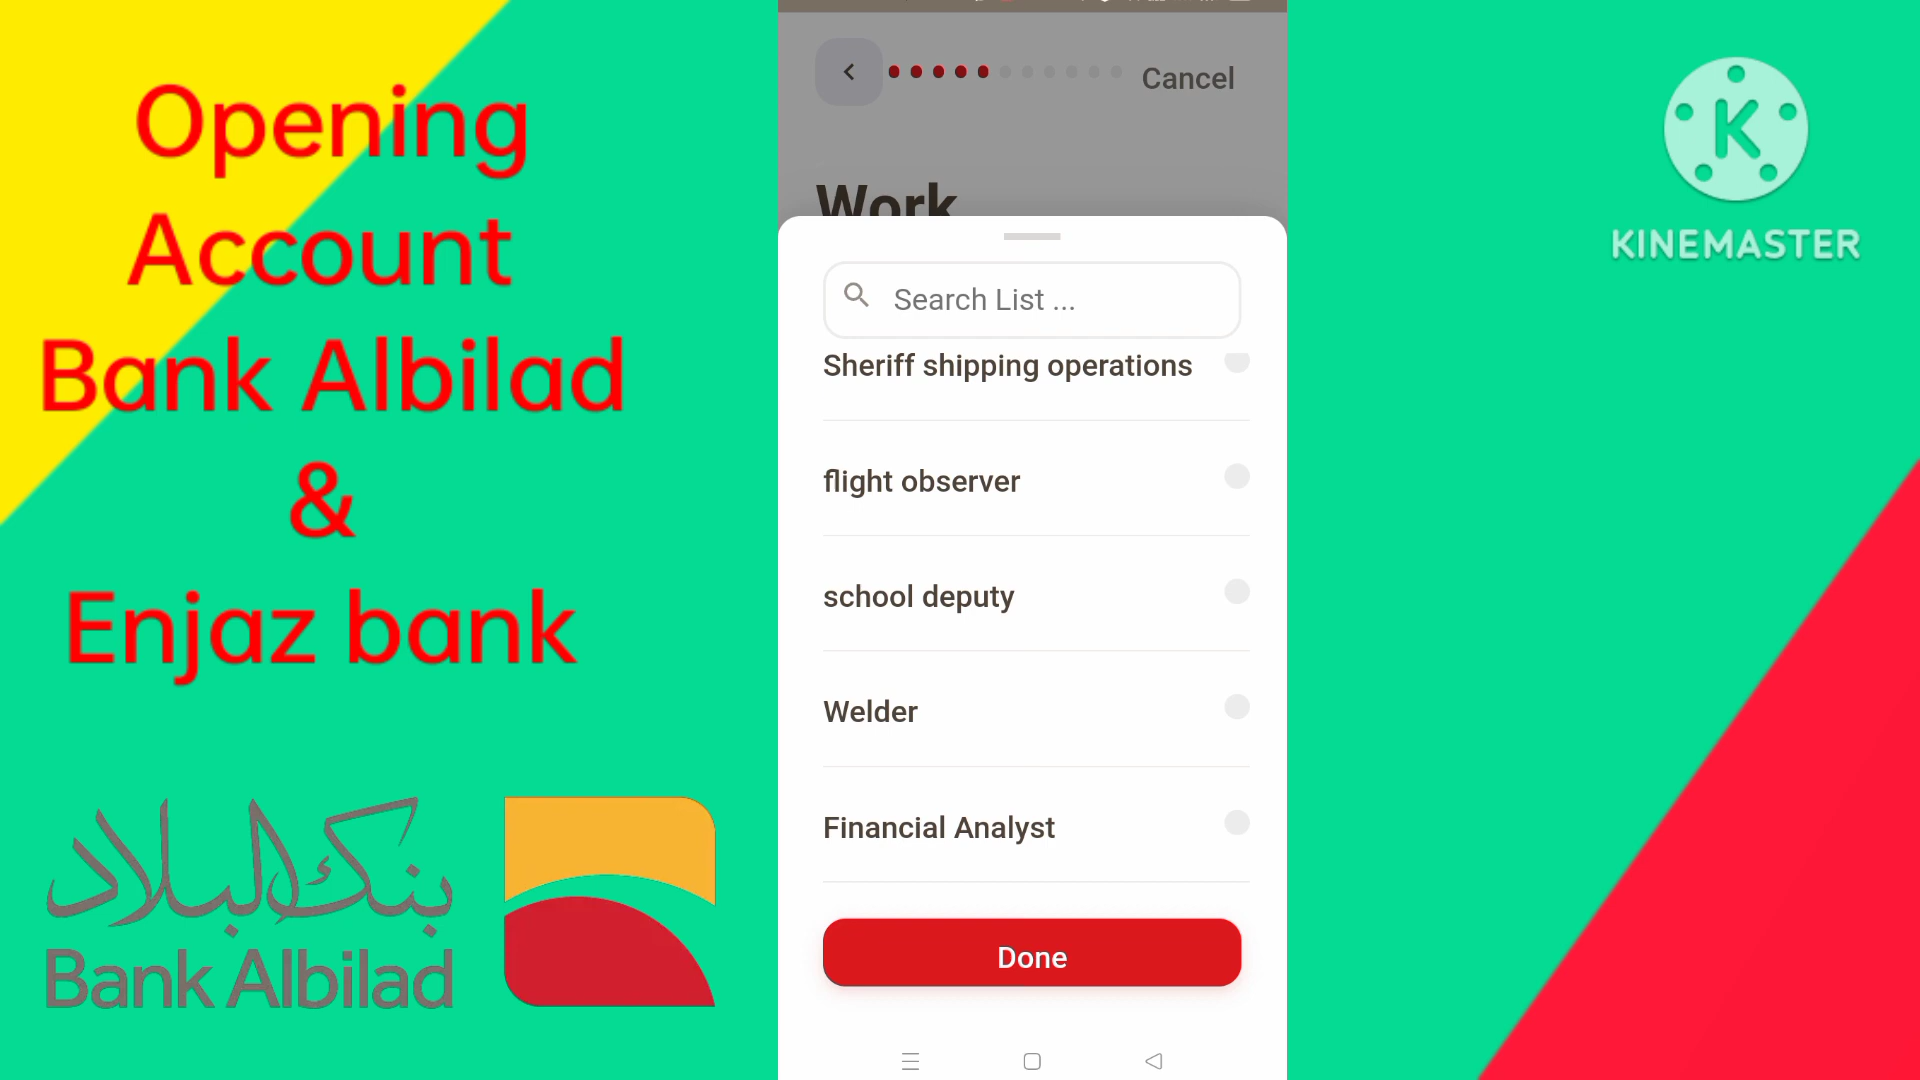 Opening
Account
Bank Albilad
&
Enjaz bank
بنك البلاد
Bank Albilad
Cancel
Work
Search List ...
Sheriff shipping operations
flight observer
school deputy
Welder
Financial Analyst
Done
K
KINEMASTER